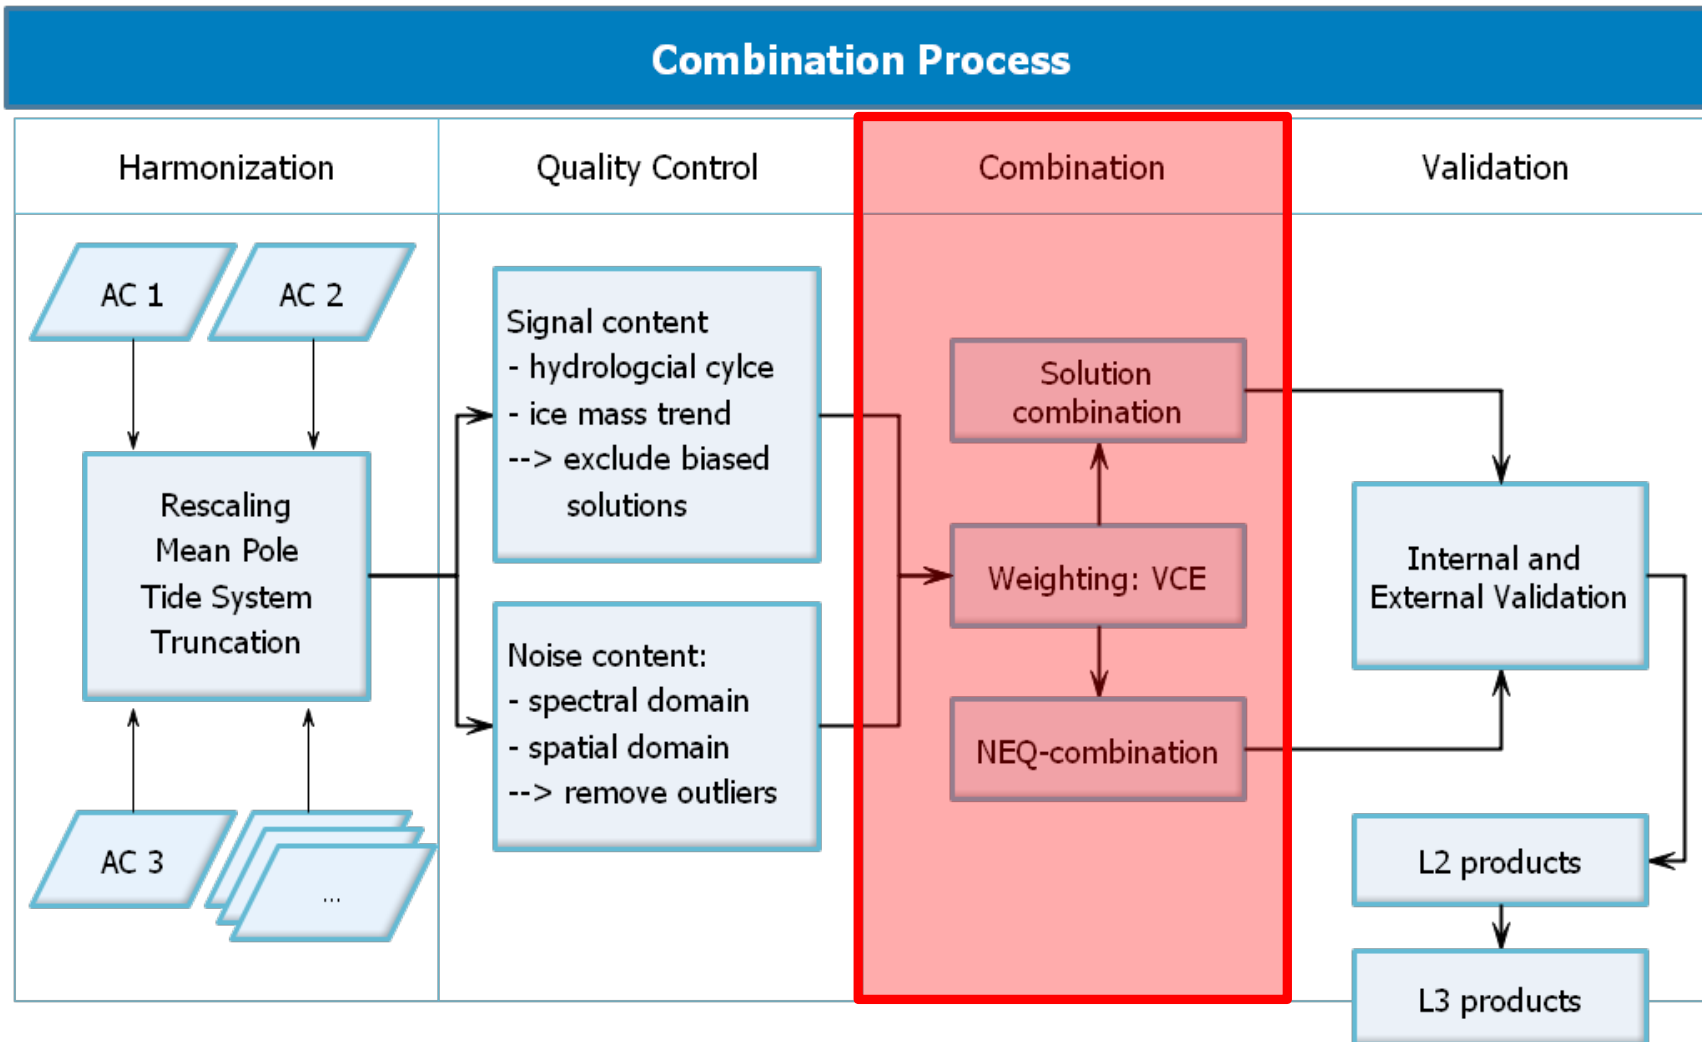 Combination Process
Harmonization
Quality Control
Combination
Validation
AC 1
AC 2
Rescaling
Mean Pole
Tide System
Truncation
AC 3
...
Signal content
- hydrologcial cylce
- ice mass trend
--> exclude biased
solutions
Noise content:
- spectral domain
- spatial domain
--> remove outliers
Solution
combination
Weighting: VCE
NEQ-combination
Internal and
External Validation
L2 products
L3 products